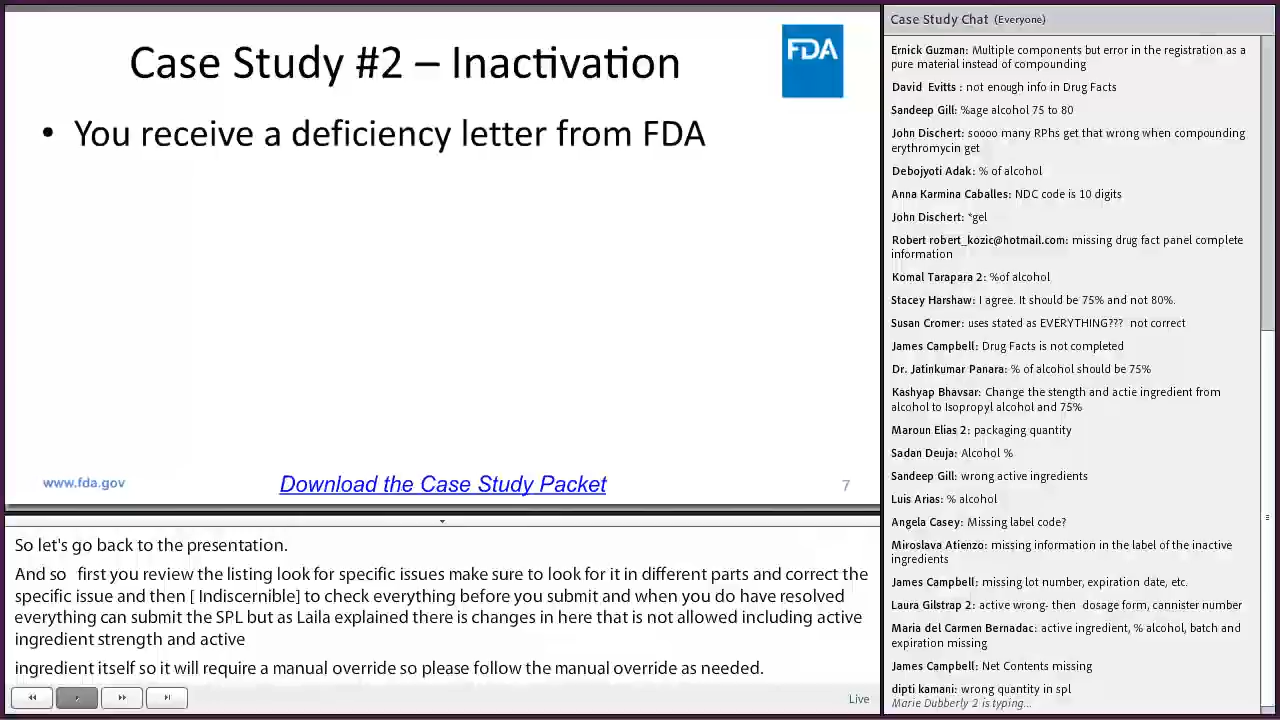 Case Study #2 – Inactivation
FDA
• You receive a deficiency letter from FDA
www.fda.gov
Download the Case Study Packet
7
So let's go back to the presentation.
And so first you review the listing look for specific issues make sure to look for it in different parts and correct the
specific issue and then [ Indiscernible] to check everything before you submit and when you do have resolved
everything can submit the SPL but as Laila explained there is changes in here that is not allowed including active
ingredient strength and active
ingredient itself so it will require a manual override so please follow the manual override as needed.
Live
Case Study Chat (Everyone)
Ernick Guzman: Multiple components but error in the registration as a
pure material instead of compounding
David Evitts : not enough info in Drug Facts
Sandeep Gill: %age alcohol 75 to 80
John Dischert: soooo many RPhs get that wrong when compounding
erythromycin get
Debojyoti Adak: % of alcohol
Anna Karmina Caballes: NDC code is 10 digits
John Dischert: *gel
Robert robert_kozic@hotmail.com: missing drug fact panel complete
information
Komal Tarapara 2: %of alcohol
Stacey Harshaw: I agree. It should be 75% and not 80%.
Susan Cromer: uses stated as EVERYTHING??? not correct
James Campbell: Drug Facts is not completed
Dr. Jatinkumar Panara: % of alcohol should be 75%
Kashyap Bhavsar: Change the stength and actie ingredient from
alcohol to Isopropyl alcohol and 75%
Maroun Elias 2: packaging quantity
Sadan Deuja: Alcohol %
Sandeep Gill: wrong active ingredients
Luis Arias: % alcohol
Angela Casey: Missing label code?
Miroslava Atienzo: missing information in the label of the inactive
ingredients
James Campbell: missing lot number, expiration date, etc.
Laura Gilstrap 2: active wrong- then dosage form, cannister number
Maria del Carmen Bernadac: active ingredient, % alcohol, batch and
expiration missing
James Campbell: Net Contents missing
dipti kamani: wrong quantity in spl
Marie Dubberly 2 is typing...